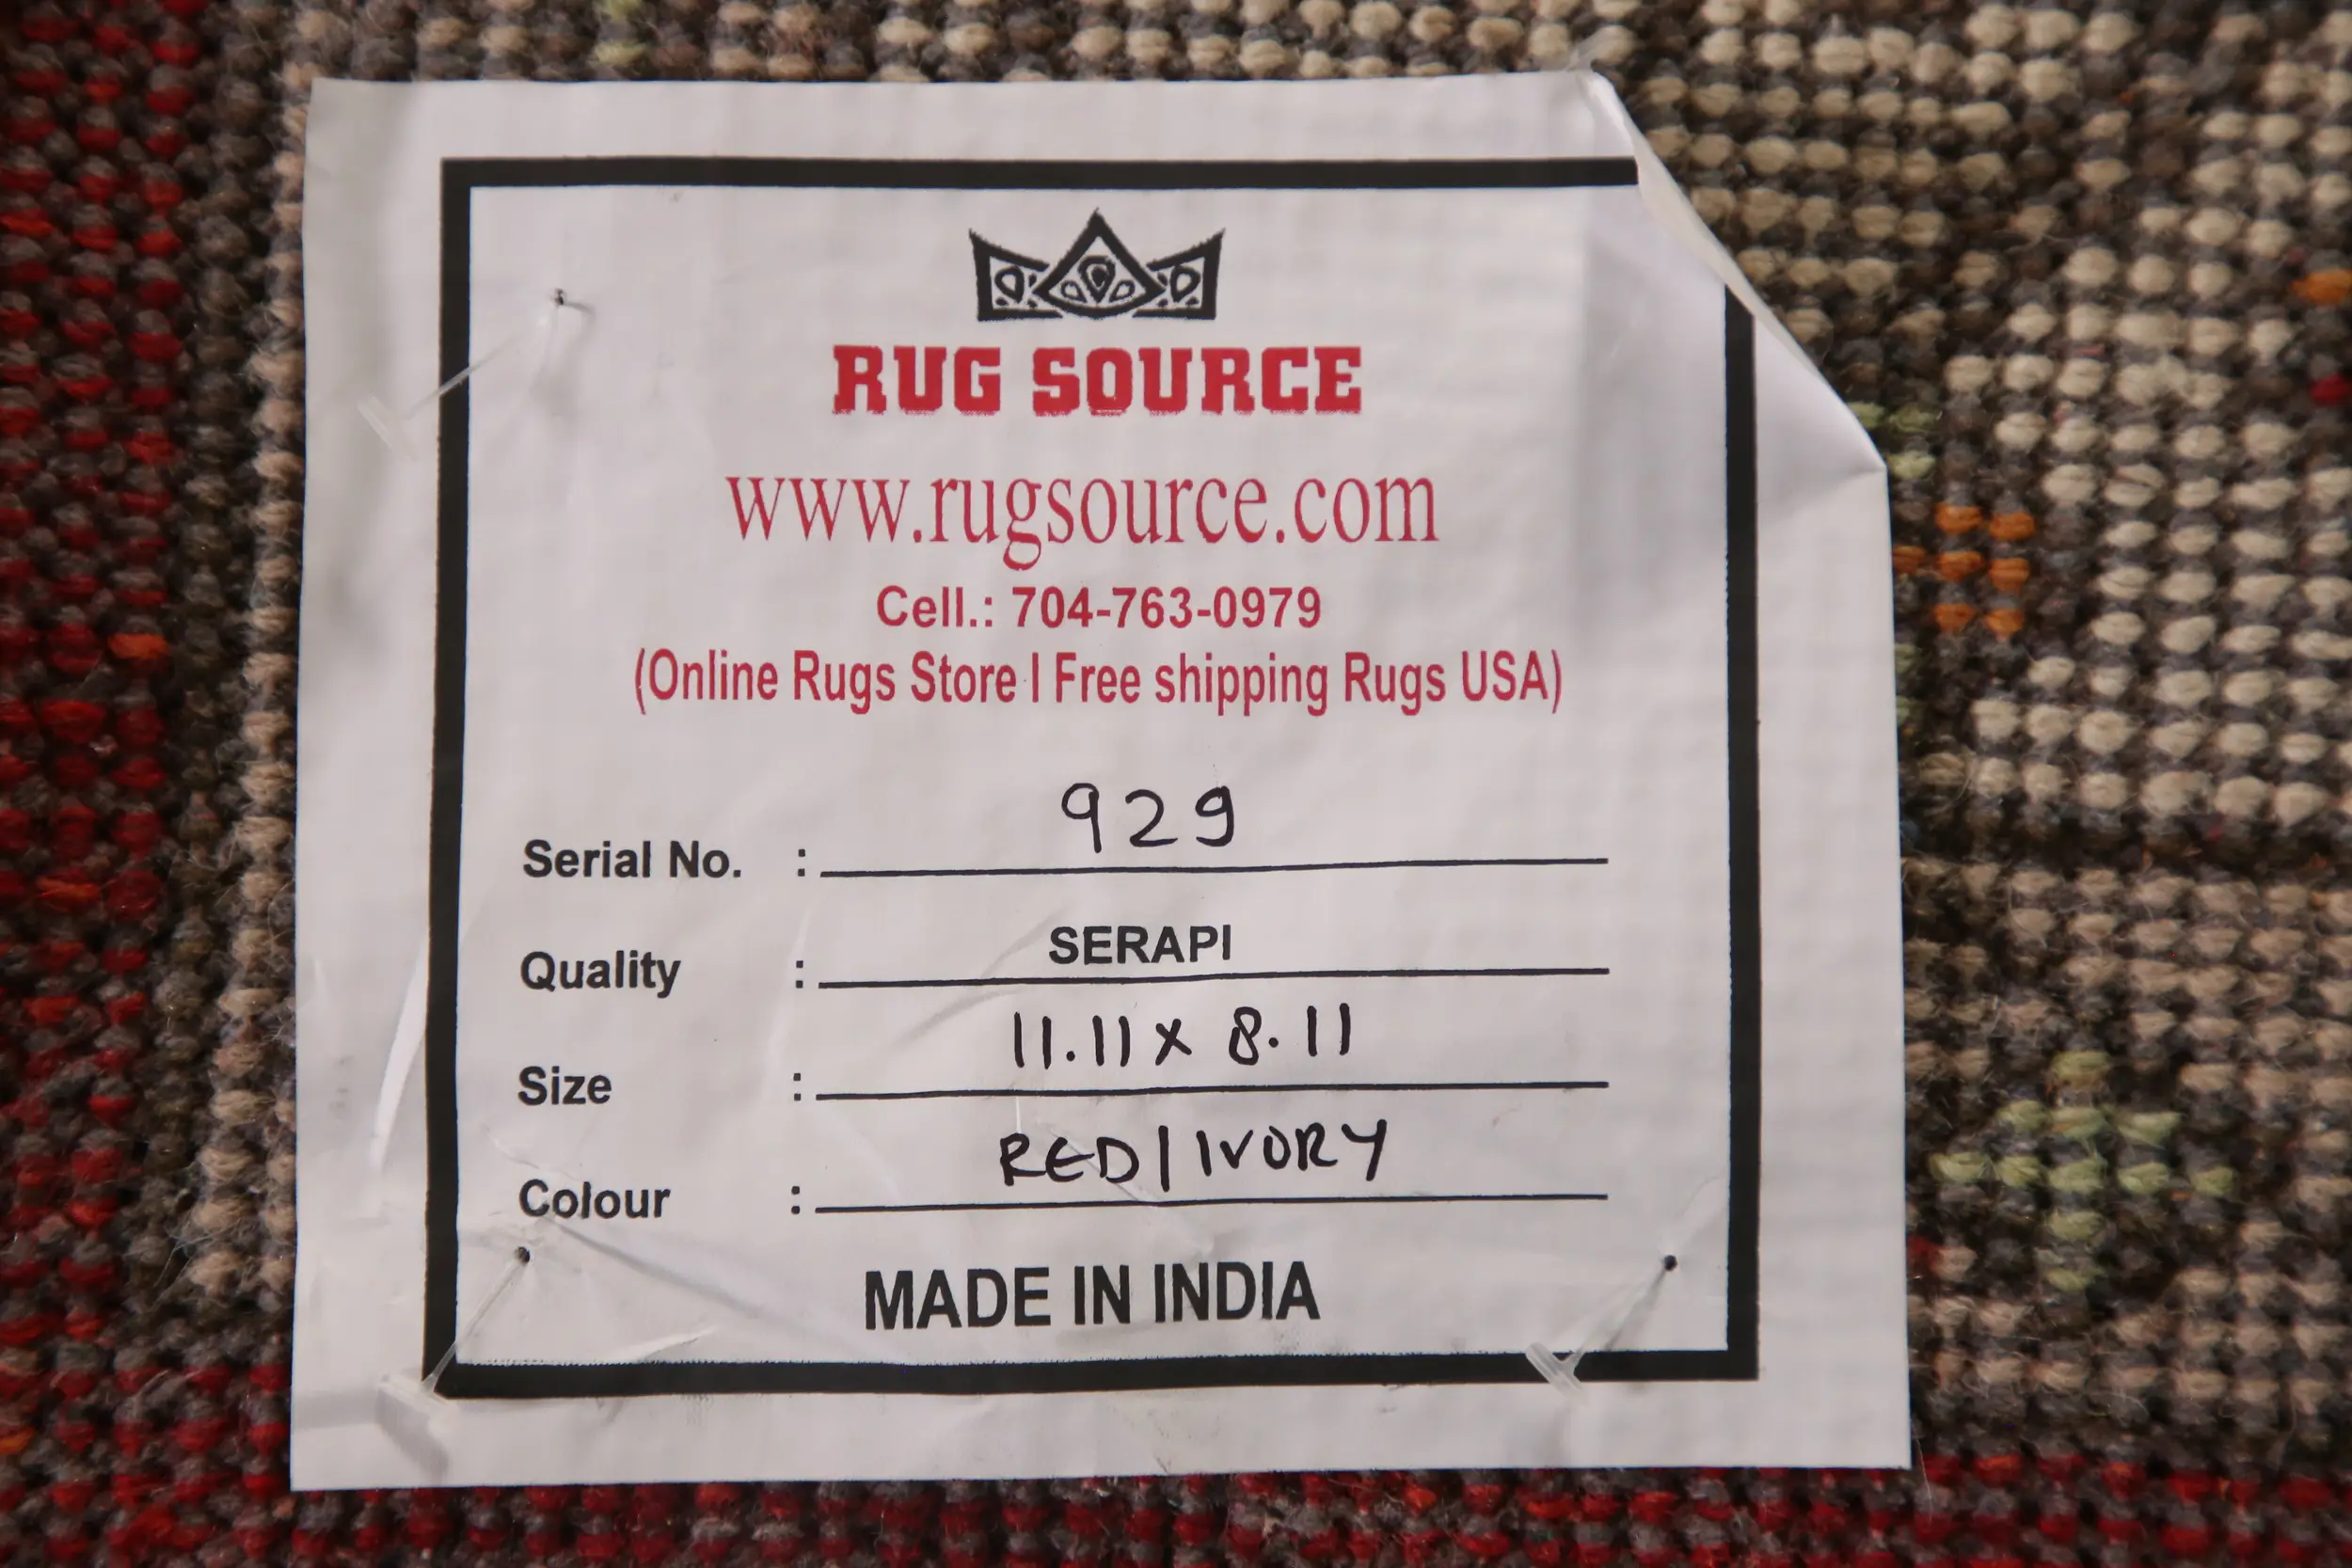 RUG SOURCE
www.rugsource.com
Cell.: 704-763-0979
(Online Rugs Store I Free shipping Rugs USA)
Serial No. : 929
Quality : SERAPI
Size : 11.11 x 8.11
Colour : RED/IVORY
MADE IN INDIA